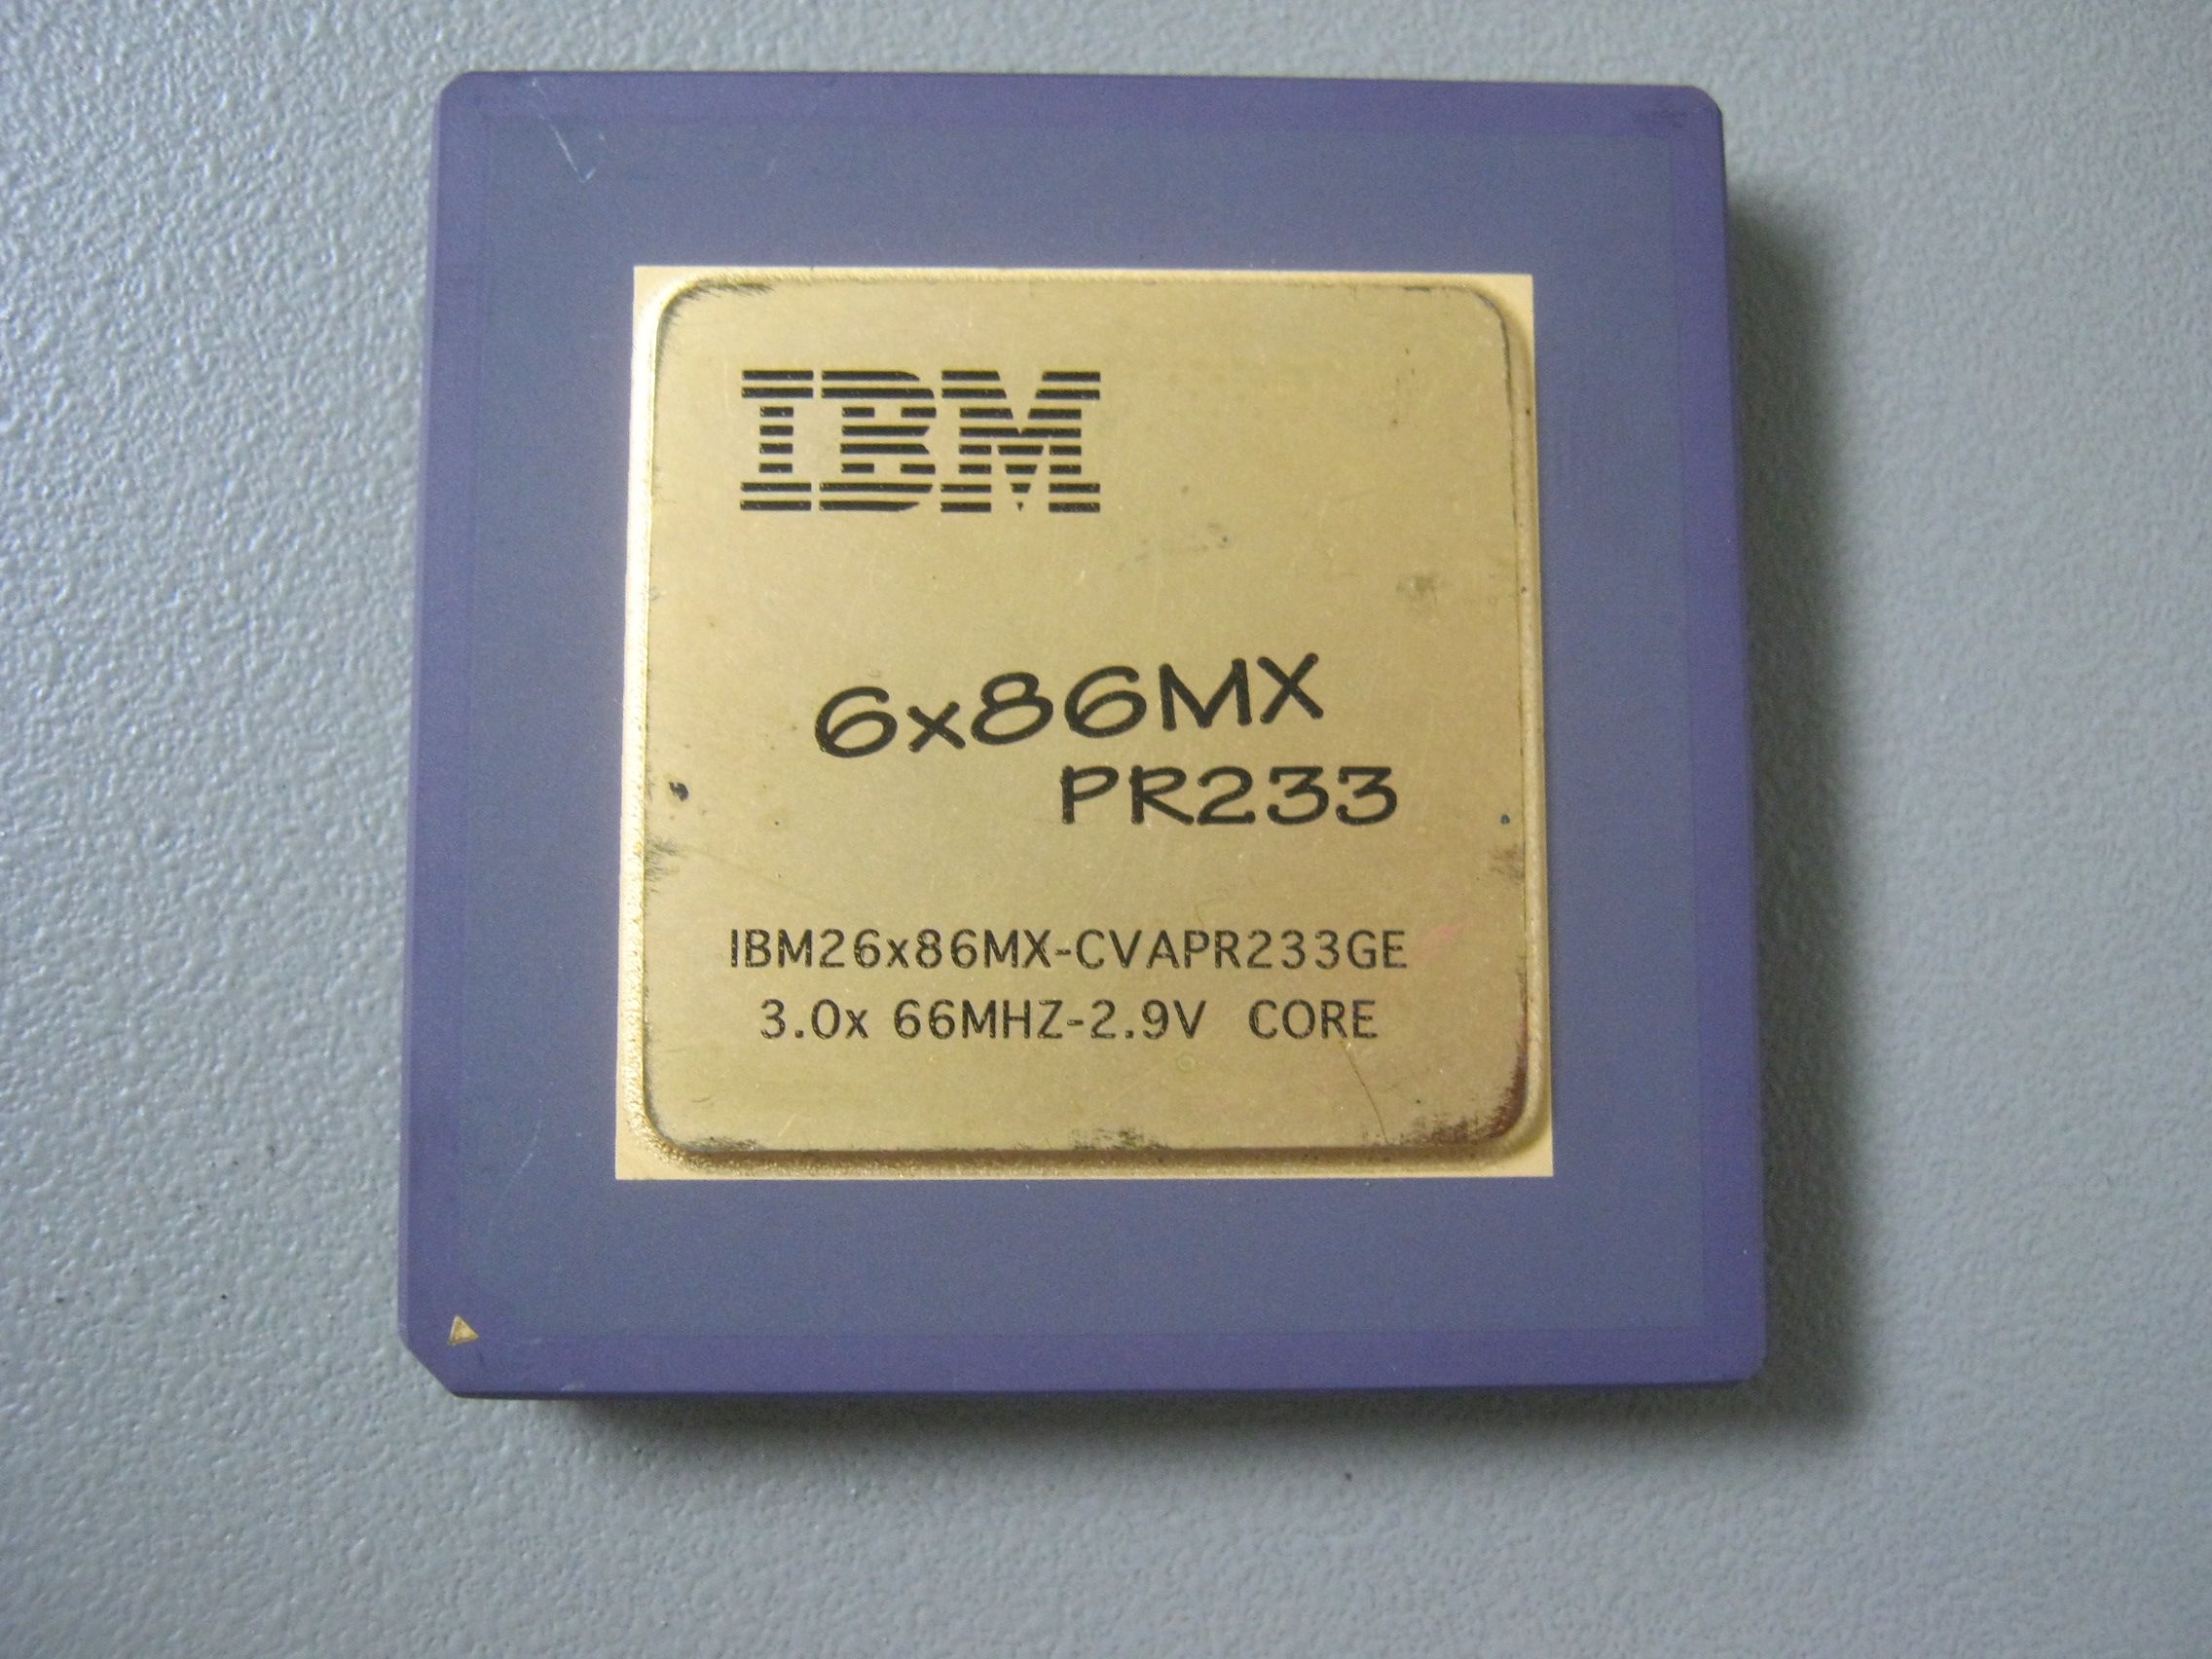 IBM
6x86MX
PR233
IBM26x86MX-CVAPR233GE
3.0x 66MHZ-2.9V CORE